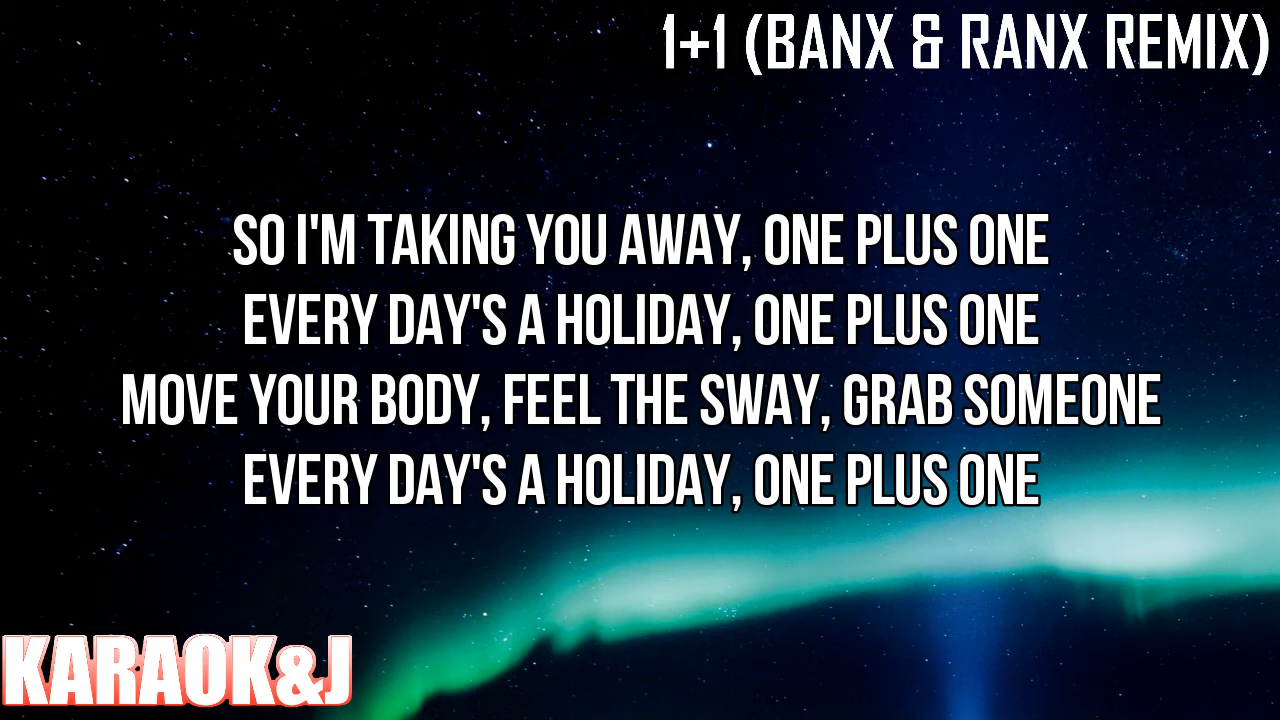 1+1 (BANX & RANX REMIX)
SO I'M TAKING YOU AWAY, ONE PLUS ONE
EVERY DAY'S A HOLIDAY, ONE PLUS ONE
MOVE YOUR BODY, FEEL THE SWAY, GRAB SOMEONE
EVERY DAY'S A HOLIDAY, ONE PLUS ONE
KARAOK&J